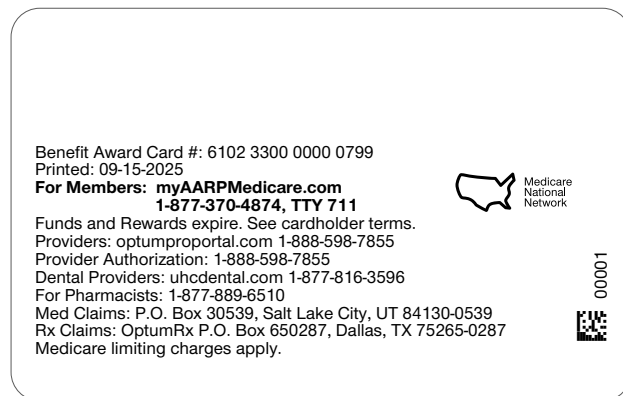 Benefit Award Card #: 6102 3300 0000 0799
Printed: 09-15-2025
For Members: myAARPMedicare.com
1-877-370-4874, TTY 711
Funds and Rewards expire. See cardholder terms.
Providers: optumproportal.com 1-888-598-7855
Provider Authorization: 1-888-598-7855
Dental Providers: uhcdental.com 1-877-816-3596
For Pharmacists: 1-877-889-6510
Med Claims: P.O. Box 30539, Salt Lake City, UT 84130-0539
Rx Claims: OptumRx P.O. Box 650287, Dallas, TX 75265-0287
Medicare limiting charges apply.
Medicare
National
Network
00001